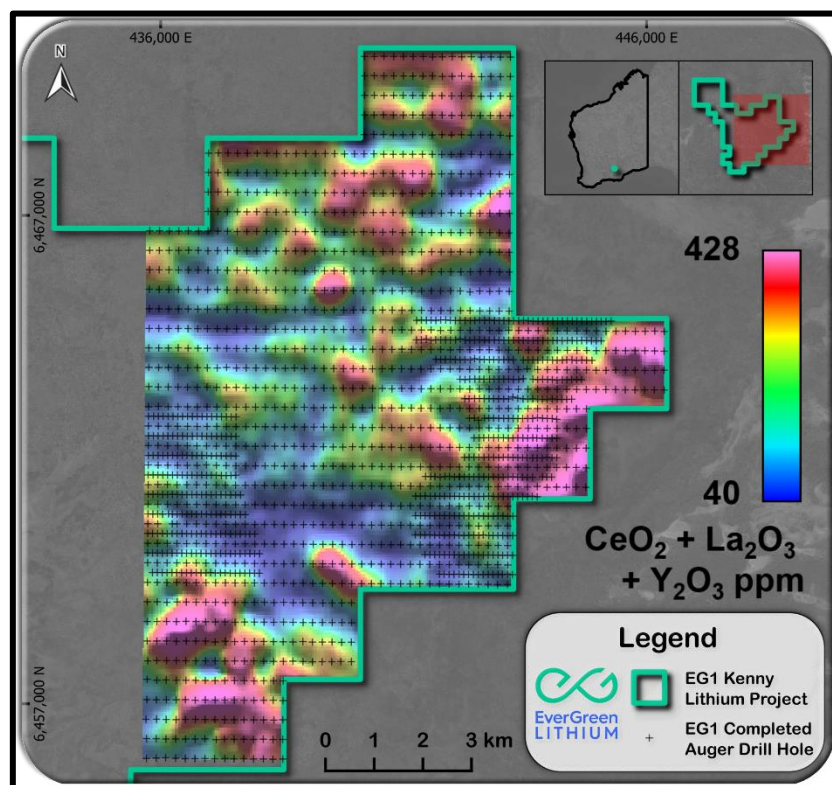 436,000 E
446,000 E
N
6,467,000 N
428
40
CeO₂ + La₂O₃
+ Y₂O₃ ppm
6,457,000 N
0 1 2 3 km
Legend
EverGreen
LITHIUM
EG1 Kenny
Lithium Project
EG1 Completed
Auger Drill Hole